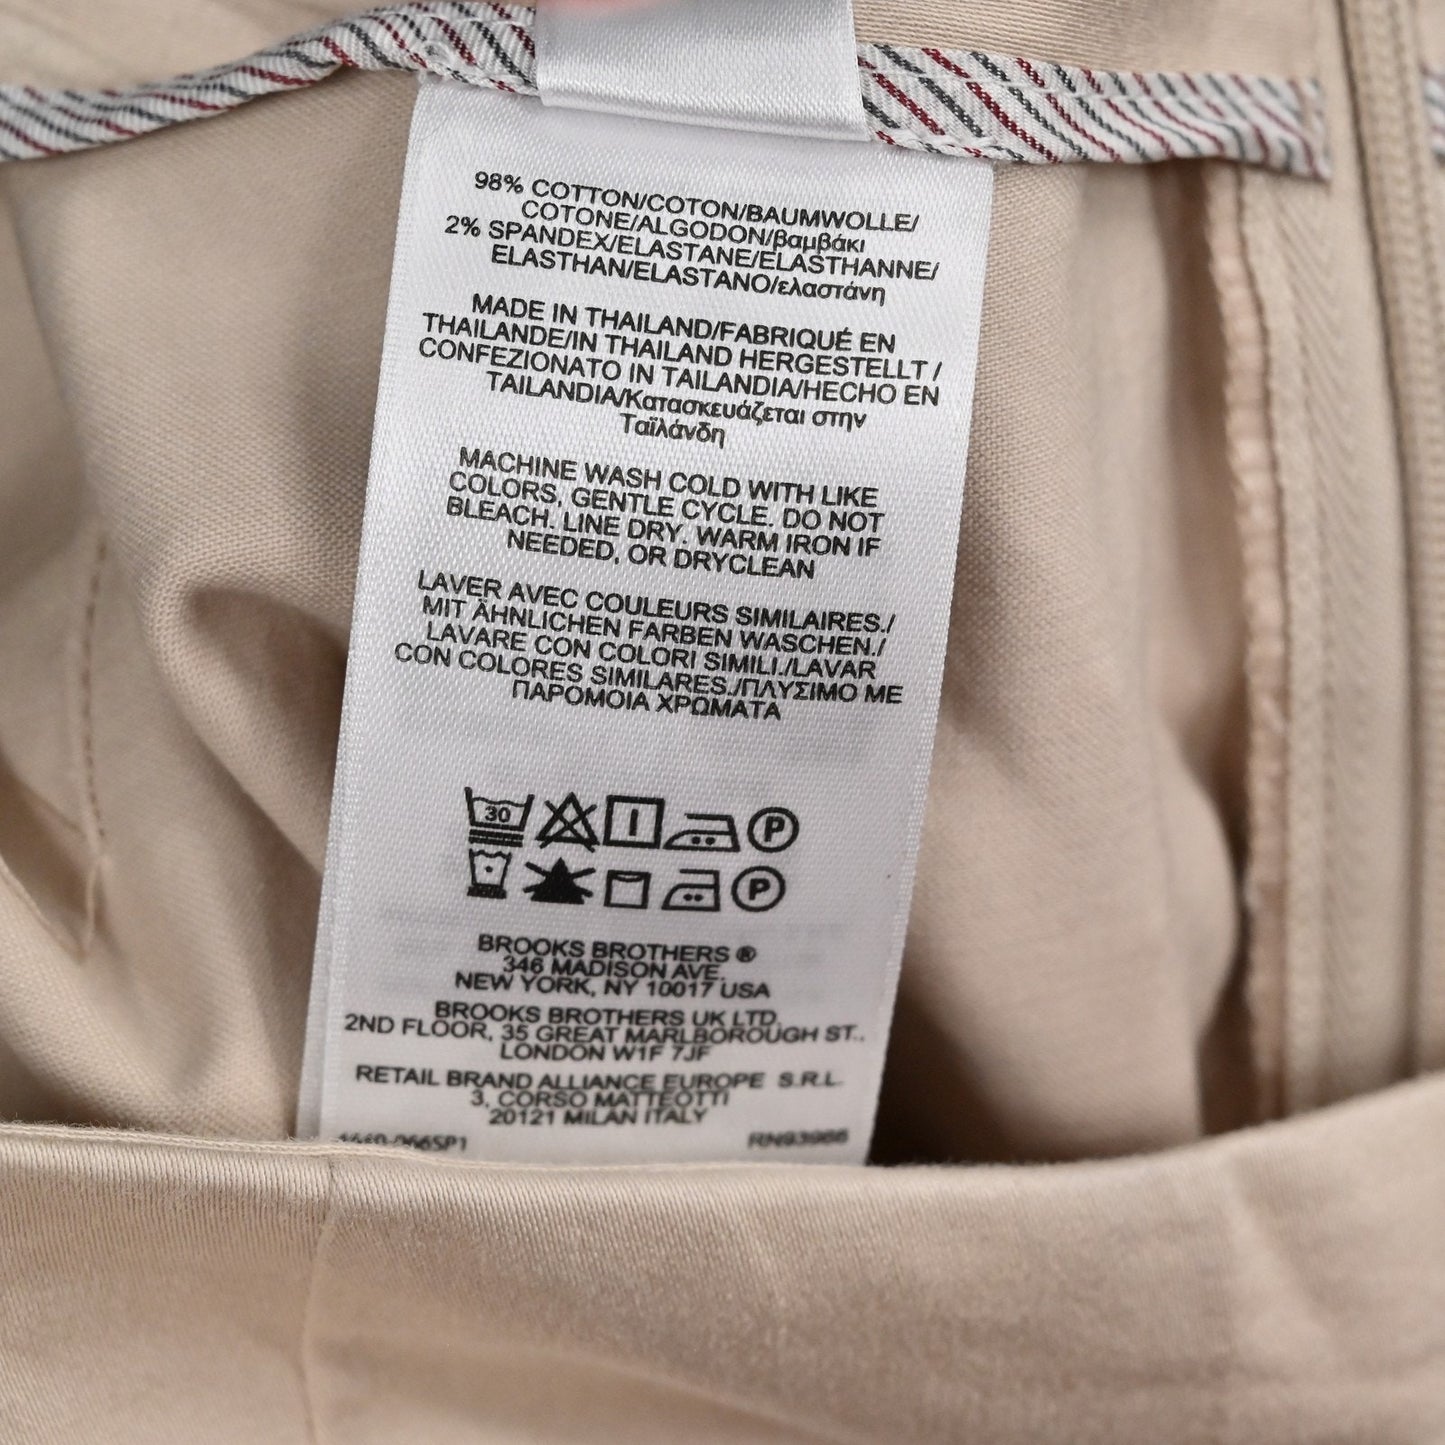 98% COTTON/COTON/BAUMWOLLE/
COTONE/ALGODON/βαμβάκι
2% SPANDEX/ELASTANE/ELASTHANNE/
ELASTHAN/ELASTANO/ελαστάνη
MADE IN THAILAND/FABRIQUÉ EN
THAILANDE/IN THAILAND HERGESTELLT /
CONFEZIONATO IN TAILANDIA/HECHO EN
TAILANDIA/Κατασκευάζεται στην
Ταϊλάνδη
MACHINE WASH COLD WITH LIKE
COLORS, GENTLE CYCLE. DO NOT
BLEACH. LINE DRY. WARM IRON IF
NEEDED, OR DRYCLEAN
LAVER AVEC COULEURS SIMILAIRES./
MIT ÄHNLICHEN FARBEN WASCHEN./
LAVARE CON COLORI SIMILI./LAVAR
CON COLORES SIMILARES./ΠΛΥΣΙΜΟ ΜΕ
ΠΑΡΟΜΟΙΑ ΧΡΩΜΑΤΑ
30 P
P
BROOKS BROTHERS ®
346 MADISON AVE.
NEW YORK, NY 10017 USA
BROOKS BROTHERS UK LTD.
2ND FLOOR, 35 GREAT MARLBOROUGH ST.,
LONDON W1F 7JF
RETAIL BRAND ALLIANCE EUROPE S.R.L.
3, CORSO MATTEOTTI
20121 MILAN ITALY
RN93986